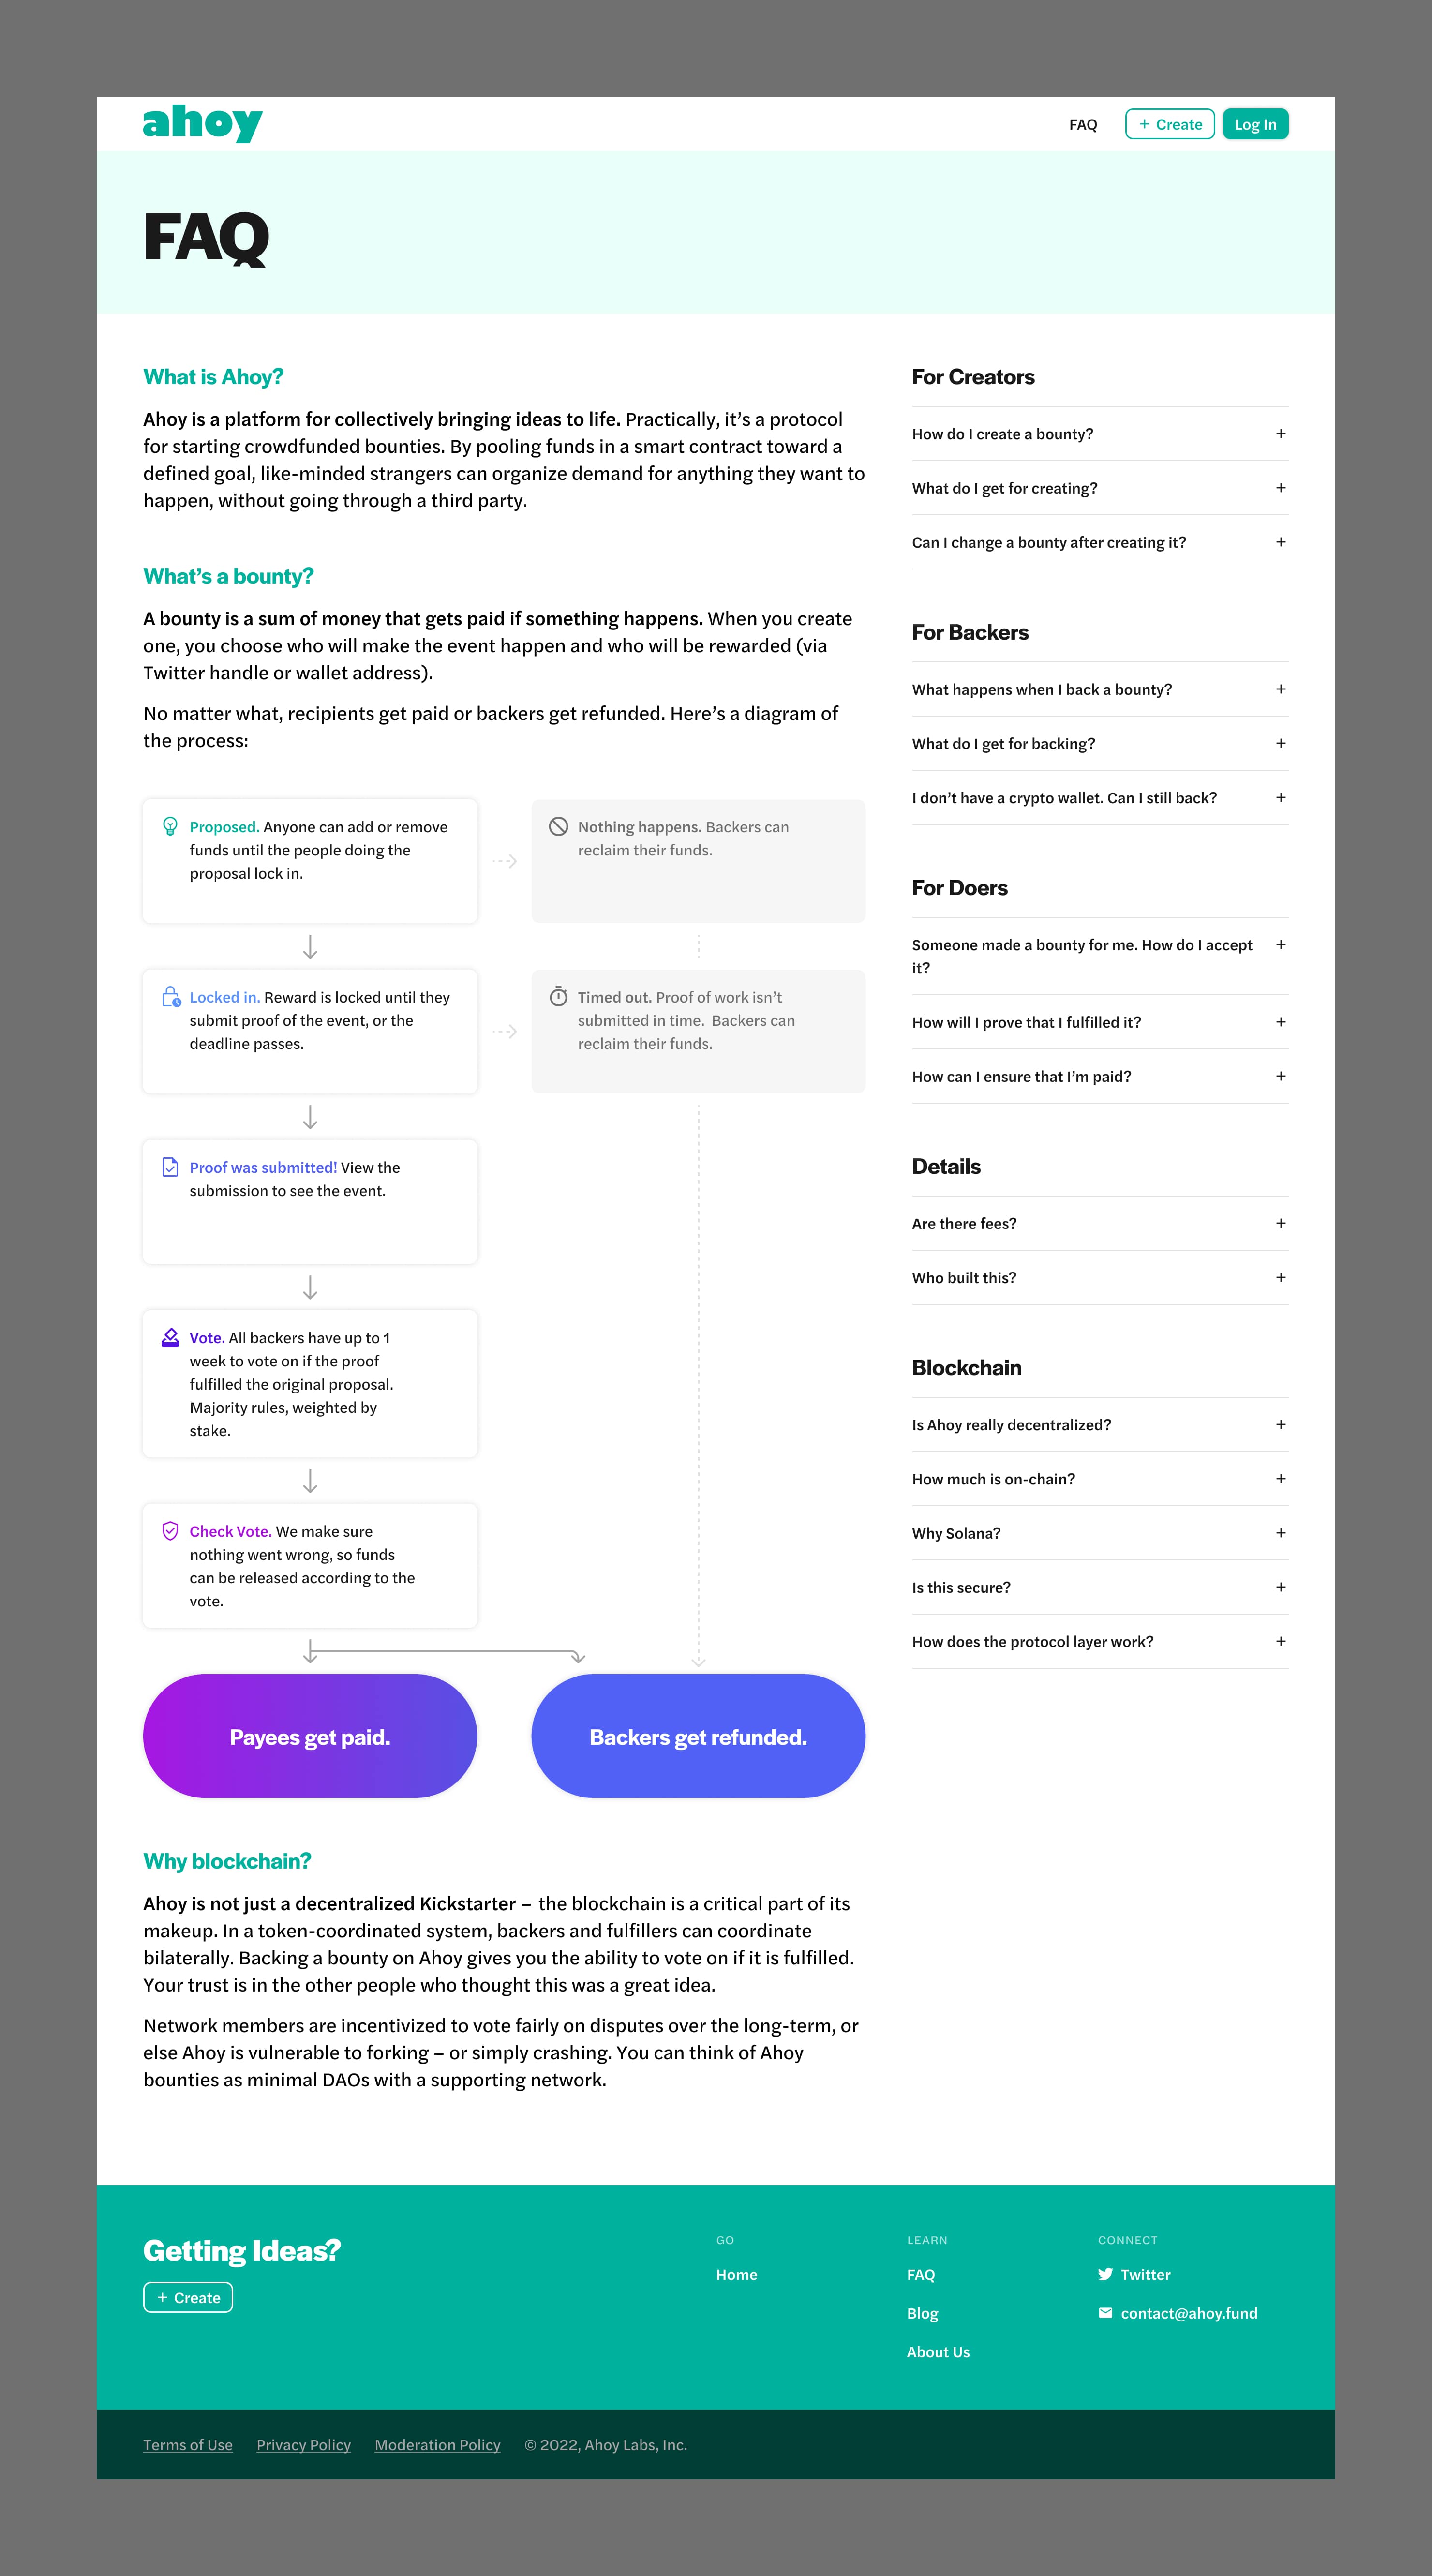 ahoy
FAQ
+ Create
Log In
FAQ
What is Ahoy?
Ahoy is a platform for collectively bringing ideas to life. Practically, it’s a protocol
for starting crowdfunded bounties. By pooling funds in a smart contract toward a
defined goal, like-minded strangers can organize demand for anything they want to
happen, without going through a third party.
What’s a bounty?
A bounty is a sum of money that gets paid if something happens. When you create
one, you choose who will make the event happen and who will be rewarded (via
Twitter handle or wallet address).
No matter what, recipients get paid or backers get refunded. Here’s a diagram of
the process:
Proposed. Anyone can add or remove
funds until the people doing the
proposal lock in.
Nothing happens. Backers can
reclaim their funds.
Locked in. Reward is locked until they
submit proof of the event, or the
deadline passes.
Timed out. Proof of work isn’t
submitted in time.  Backers can
reclaim their funds.
Proof was submitted! View the
submission to see the event.
Vote. All backers have up to 1
week to vote on if the proof
fulfilled the original proposal.
Majority rules, weighted by
stake.
Check Vote. We make sure
nothing went wrong, so funds
can be released according to the
vote.
Payees get paid.
Backers get refunded.
Why blockchain?
Ahoy is not just a decentralized Kickstarter – the blockchain is a critical part of its
makeup. In a token-coordinated system, backers and fulfillers can coordinate
bilaterally. Backing a bounty on Ahoy gives you the ability to vote on if it is fulfilled.
Your trust is in the other people who thought this was a great idea.
Network members are incentivized to vote fairly on disputes over the long-term, or
else Ahoy is vulnerable to forking – or simply crashing. You can think of Ahoy
bounties as minimal DAOs with a supporting network.
For Creators
How do I create a bounty? +
What do I get for creating? +
Can I change a bounty after creating it? +
For Backers
What happens when I back a bounty? +
What do I get for backing? +
I don’t have a crypto wallet. Can I still back? +
For Doers
Someone made a bounty for me. How do I accept +
it?
How will I prove that I fulfilled it? +
How can I ensure that I’m paid? +
Details
Are there fees? +
Who built this? +
Blockchain
Is Ahoy really decentralized? +
How much is on-chain? +
Why Solana? +
Is this secure? +
How does the protocol layer work? +
Getting Ideas?
+ Create
GO
Home
LEARN
FAQ
Blog
About Us
CONNECT
Twitter
contact@ahoy.fund
Terms of Use
Privacy Policy
Moderation Policy
© 2022, Ahoy Labs, Inc.